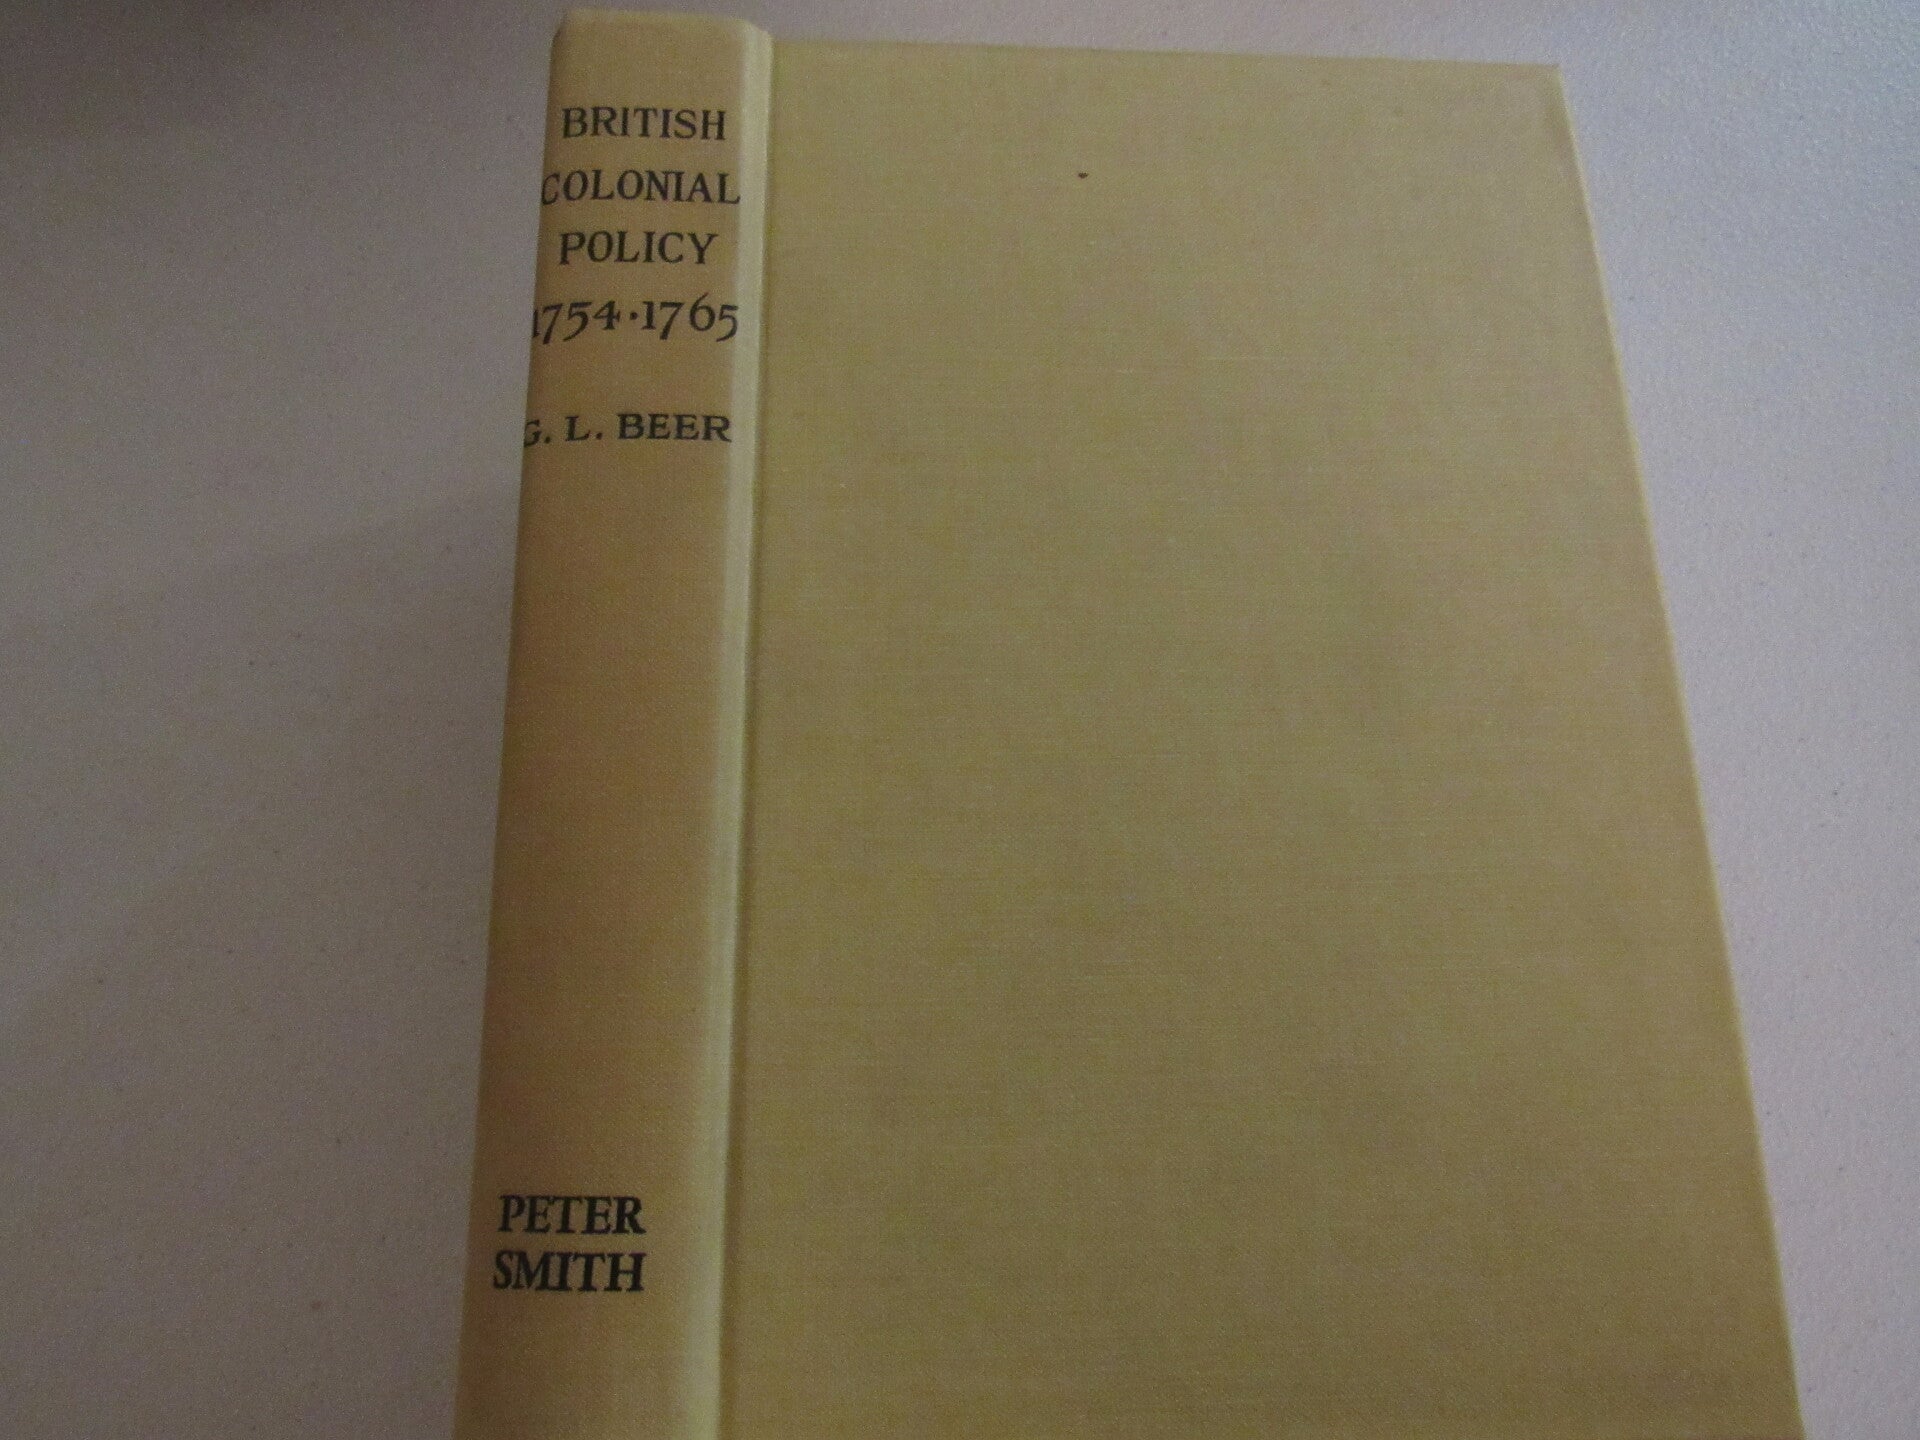 BRITISH
COLONIAL
POLICY
1754·1765
G. L. BEER
PETER
SMITH